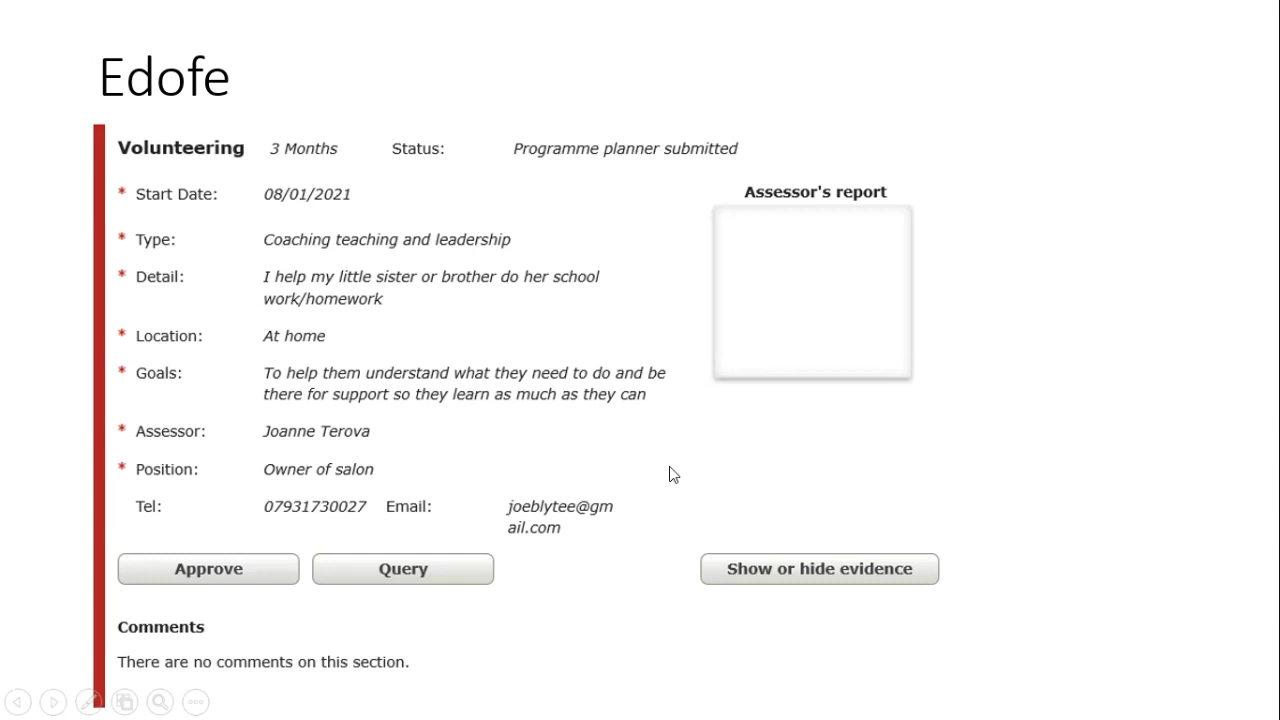 Edofe
Volunteering 3 Months Status: Programme planner submitted
* Start Date: 08/01/2021
Assessor's report
* Type: Coaching teaching and leadership
* Detail: I help my little sister or brother do her school
work/homework
* Location: At home
* Goals: To help them understand what they need to do and be
there for support so they learn as much as they can
* Assessor: Joanne Terova
* Position: Owner of salon
Tel: 07931730027 Email: joeblytee@gm
ail.com
Approve Query Show or hide evidence
Comments
There are no comments on this section.